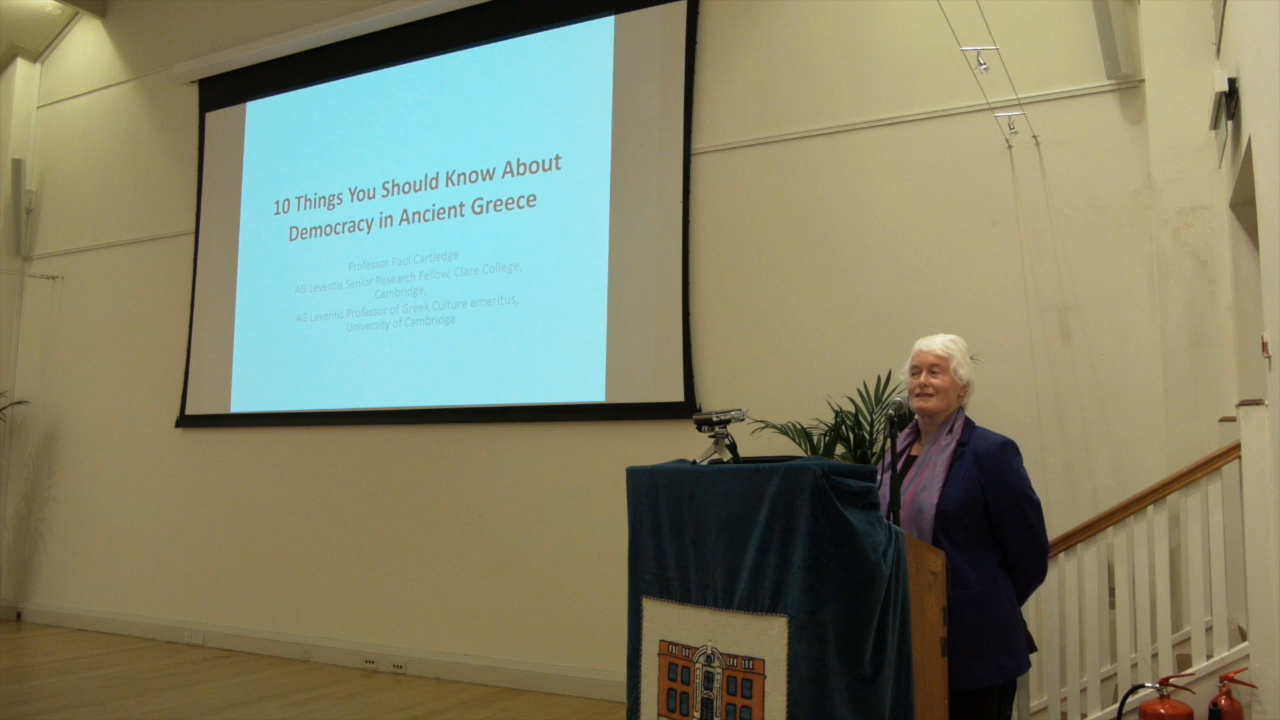 10 Things You Should Know About
Democracy in Ancient Greece
Professor Paul Cartledge
AG Leventis Senior Research Fellow, Clare College,
Cambridge,
AG Leventis Professor of Greek Culture emeritus,
University of Cambridge